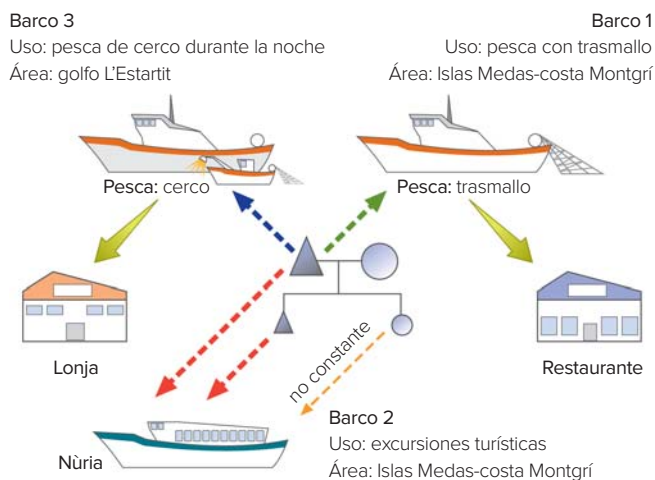 Barco 3
Uso: pesca de cerco durante la noche
Área: golfo L'Estartit
Barco 1
Uso: pesca con trasmallo
Área: Islas Medas-costa Montgrí
Pesca: cerco
Pesca: trasmallo
Lonja
no constante
Restaurante
Nùria
Barco 2
Uso: excursiones turísticas
Área: Islas Medas-costa Montgrí